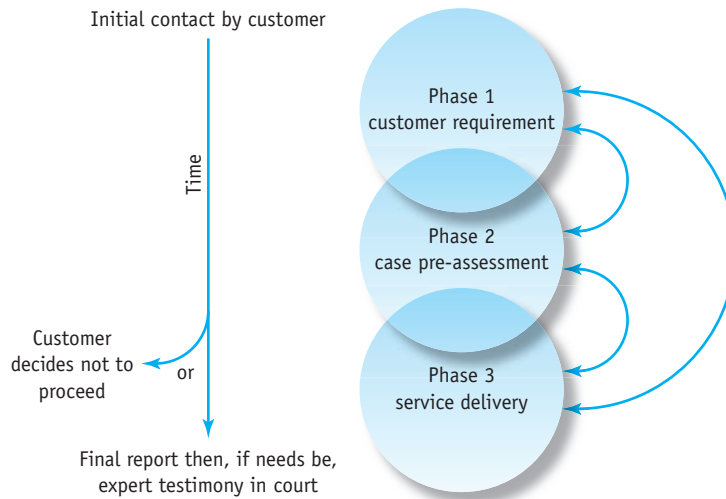 Initial contact by customer
Time
Customer
decides not to
proceed
or
Final report then, if needs be,
expert testimony in court
Phase 1
customer requirement
Phase 2
case pre-assessment
Phase 3
service delivery